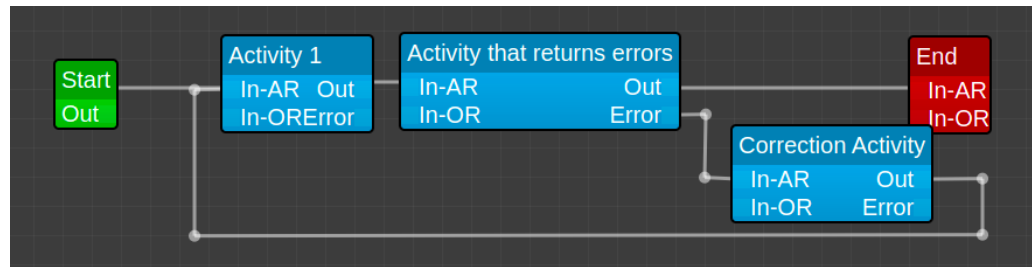 Start
Out
Activity 1
In-AR Out
In-ORError
Activity that returns errors
In-AR Out
In-OR Error
End
In-AR
In-OR
Correction Activity
In-AR Out
In-OR Error